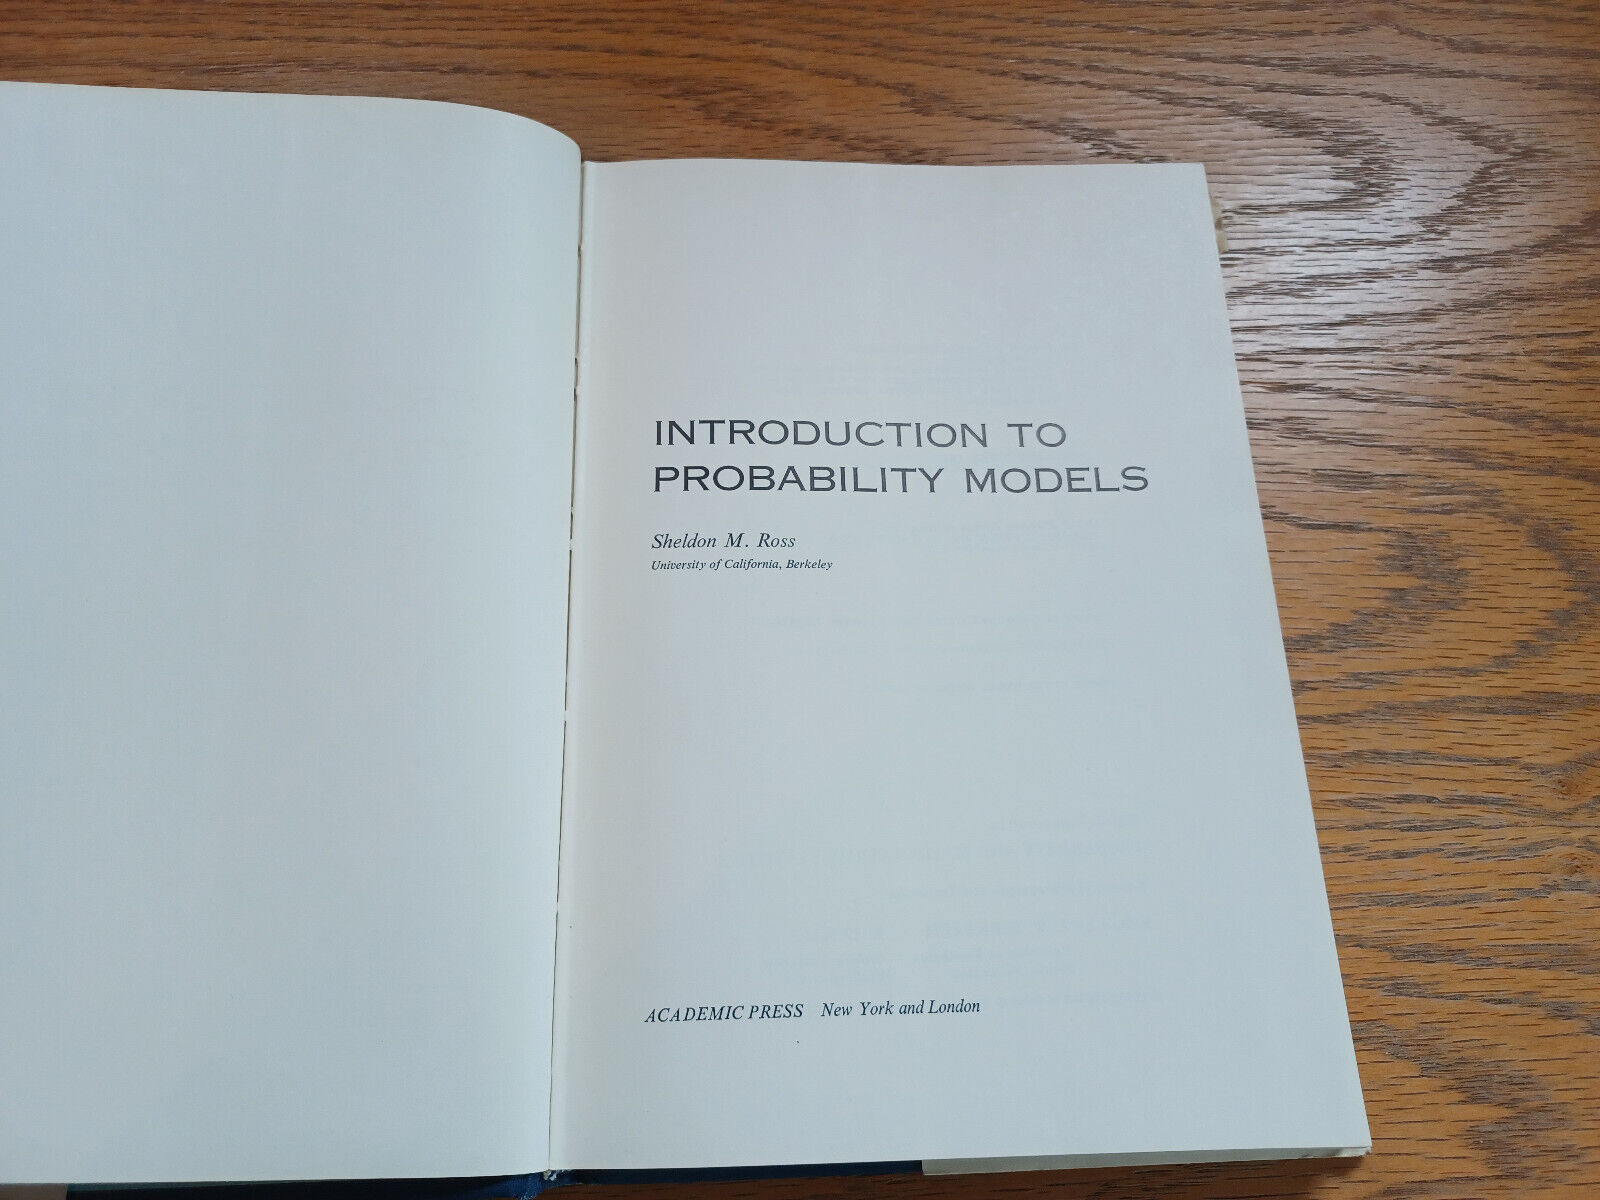 INTRODUCTION TO
PROBABILITY MODELS
Sheldon M. Ross
University of California, Berkeley
ACADEMIC PRESS New York and London